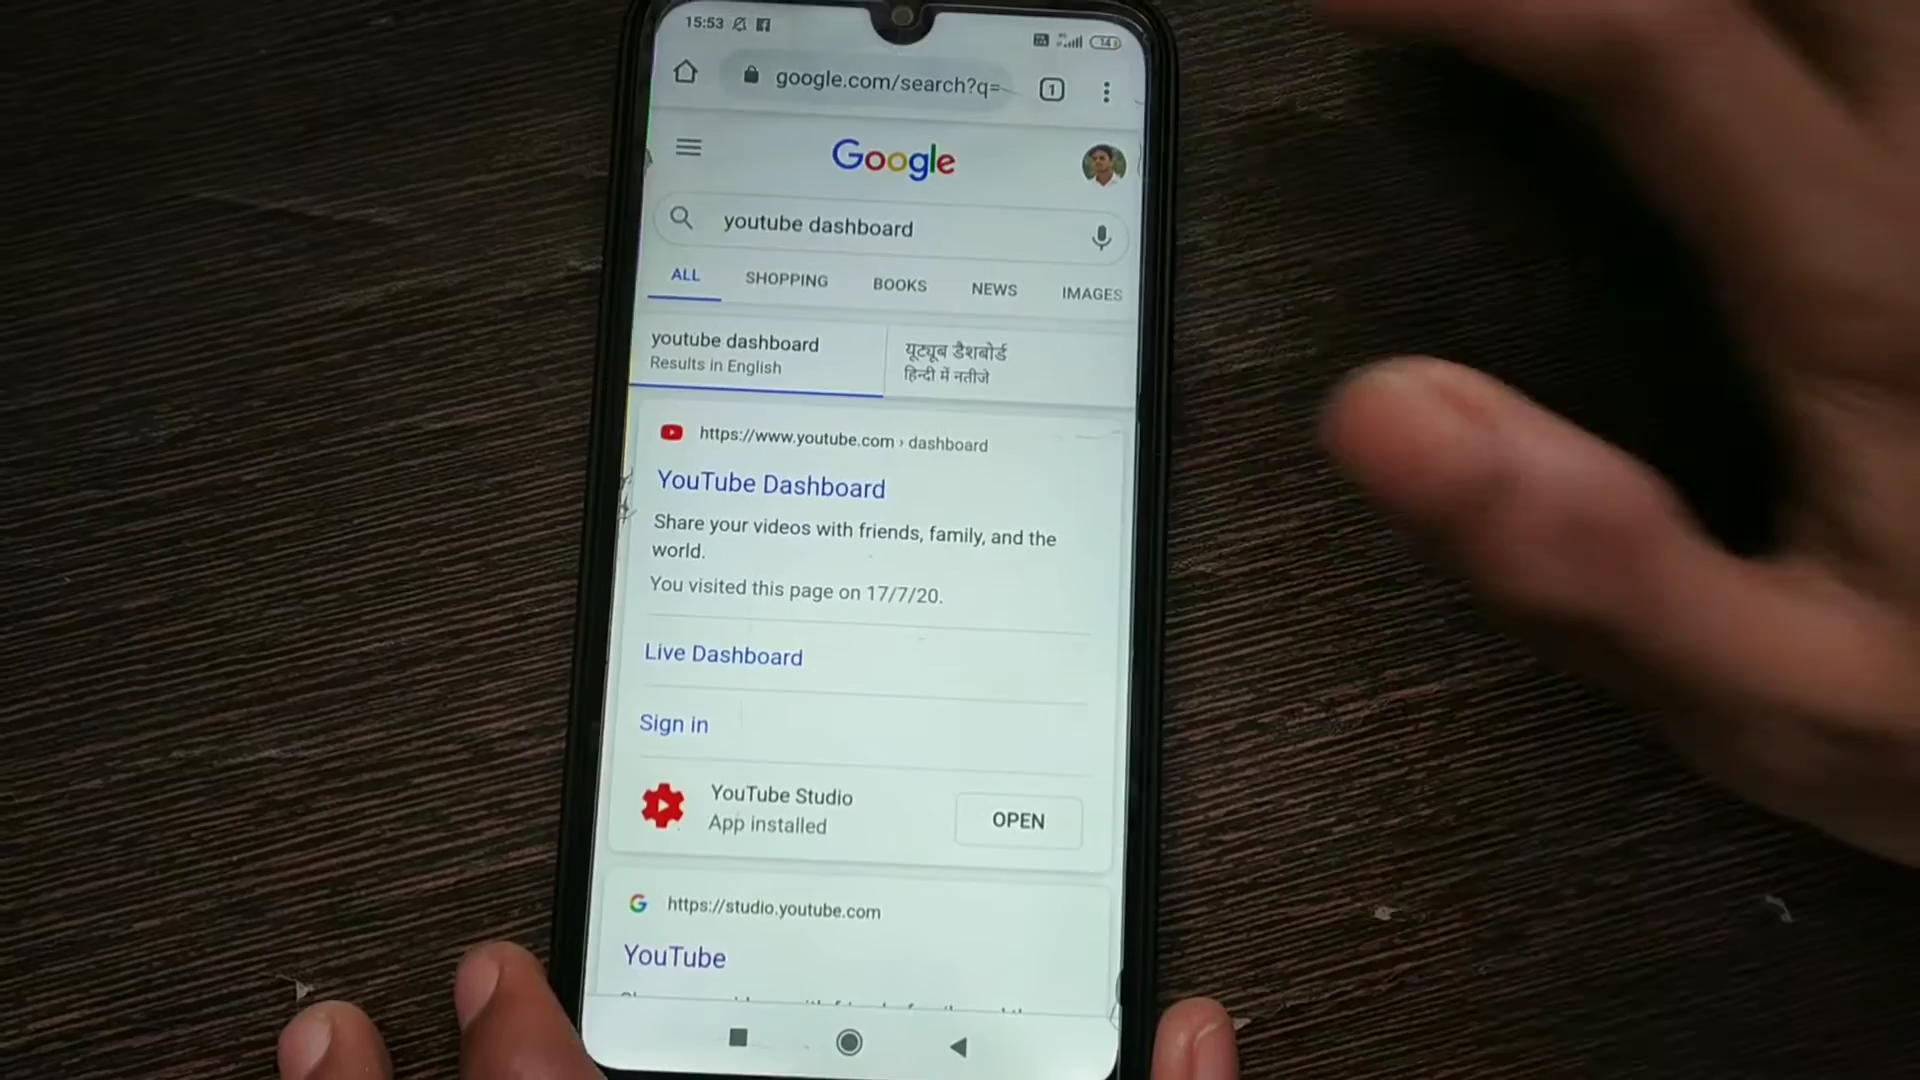 15:53
14
google.com/search?q=
1
Google
youtube dashboard
ALL SHOPPING BOOKS NEWS IMAGES
youtube dashboard
Results in English
यूट्यूब डैशबोर्ड
हिन्दी में नतीजे
https://www.youtube.com › dashboard
YouTube Dashboard
Share your videos with friends, family, and the
world.
You visited this page on 17/7/20.
Live Dashboard
Sign in
YouTube Studio
App installed
OPEN
G https://studio.youtube.com
YouTube